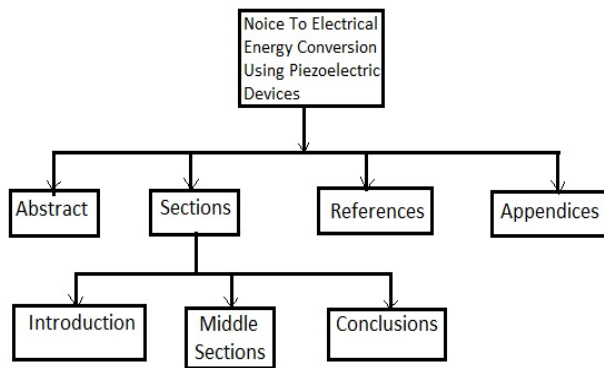 Noice To Electrical
Energy Conversion
Using Piezoelectric
Devices
Abstract
Sections
References
Appendices
Introduction
Middle
Sections
Conclusions